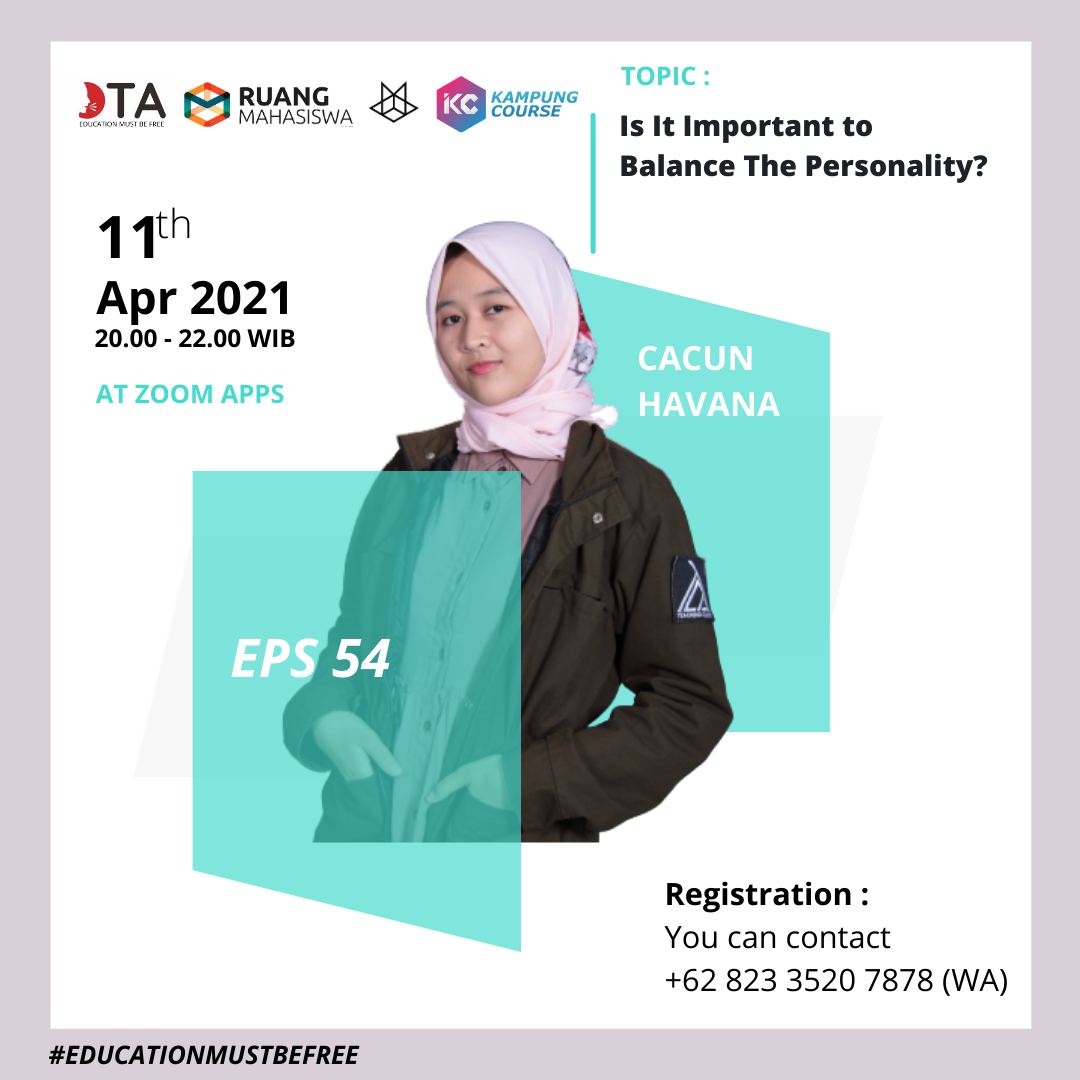 DTA
EDUCATION MUST BE FREE
RUANG
MAHASISWA
KC
KAMPUNG
COURSE
TOPIC :
Is It Important to
Balance The Personality?
11th
Apr 2021
20.00 - 22.00 WIB
AT ZOOM APPS
CACUN
HAVANA
EPS 54
Registration :
You can contact
+62 823 3520 7878 (WA)
#EDUCATIONMUSTBEFREE